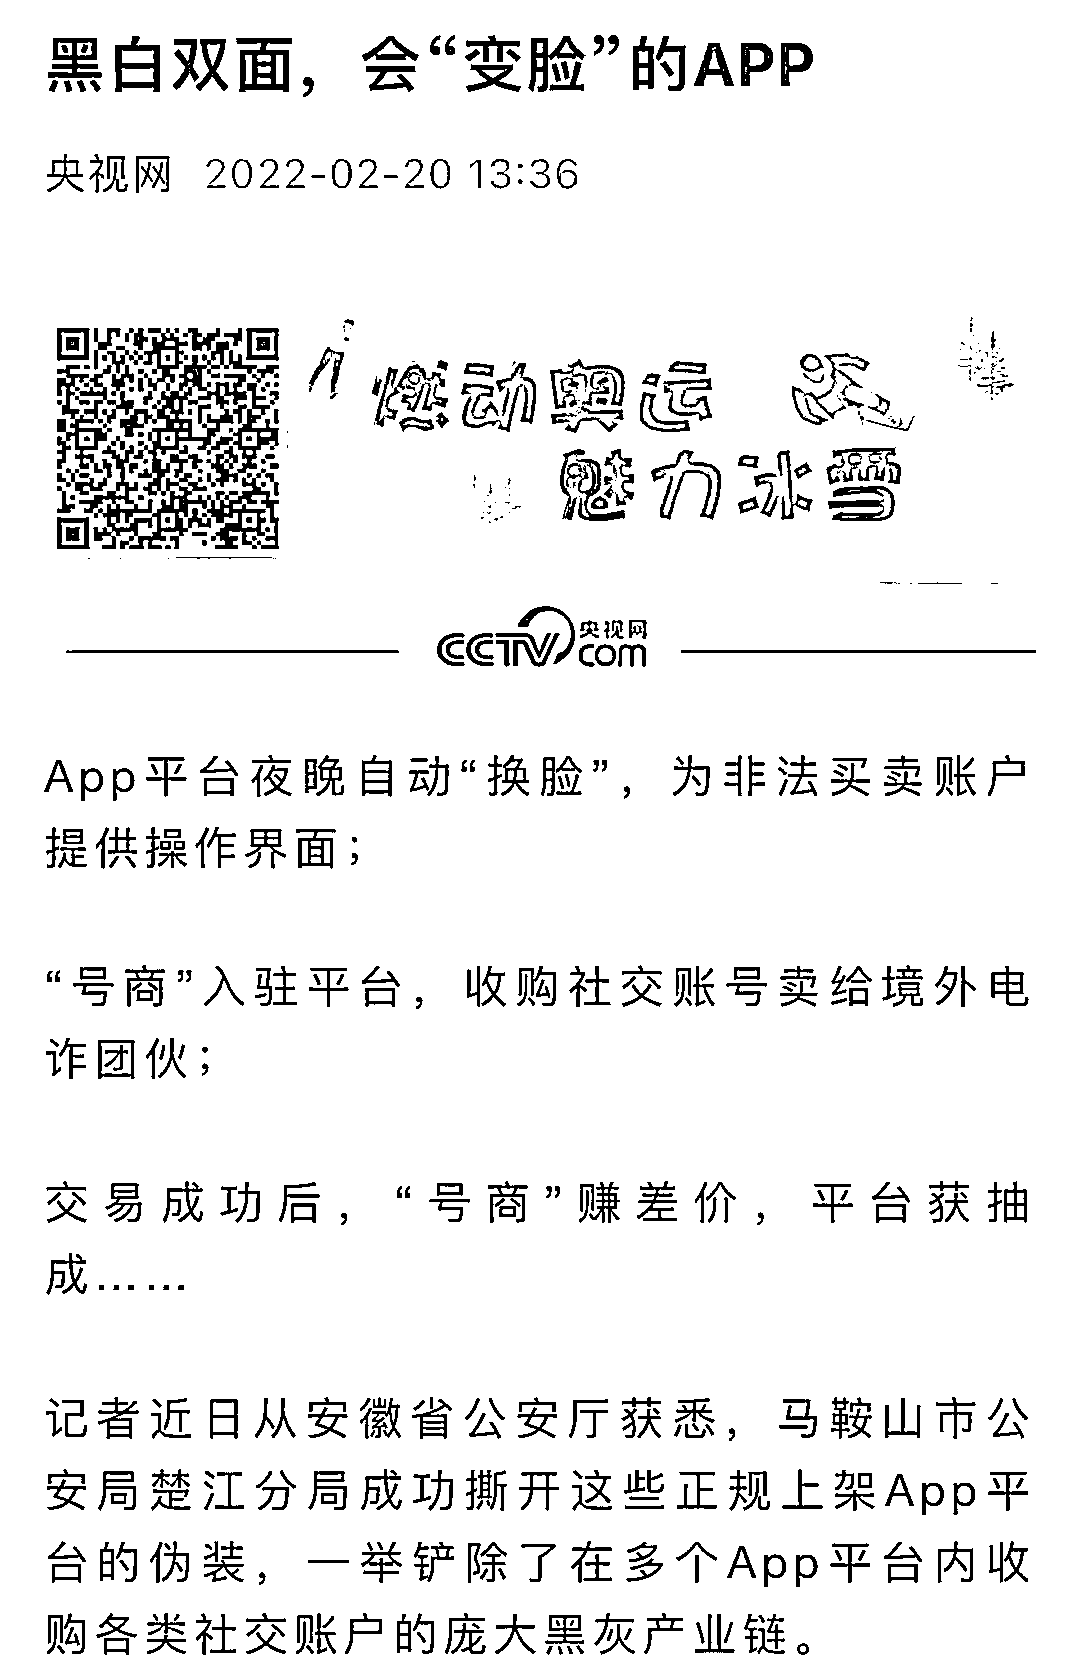 黑白双面，会“变脸”的APP
央视网 2022-02-20 13:36
燃动奥运
魅力冰雪
CCTV 央视网
com
App平台夜晚自动“换脸”，为非法买卖账户
提供操作界面；
“号商”入驻平台，收购社交账号卖给境外电
诈团伙；
交易成功后，“号商”赚差价，平台获抽
成……
记者近日从安徽省公安厅获悉，马鞍山市公
安局楚江分局成功撕开这些正规上架App平
台的伪装，一举铲除了在多个App平台内收
购各类社交账户的庞大黑灰产业链。